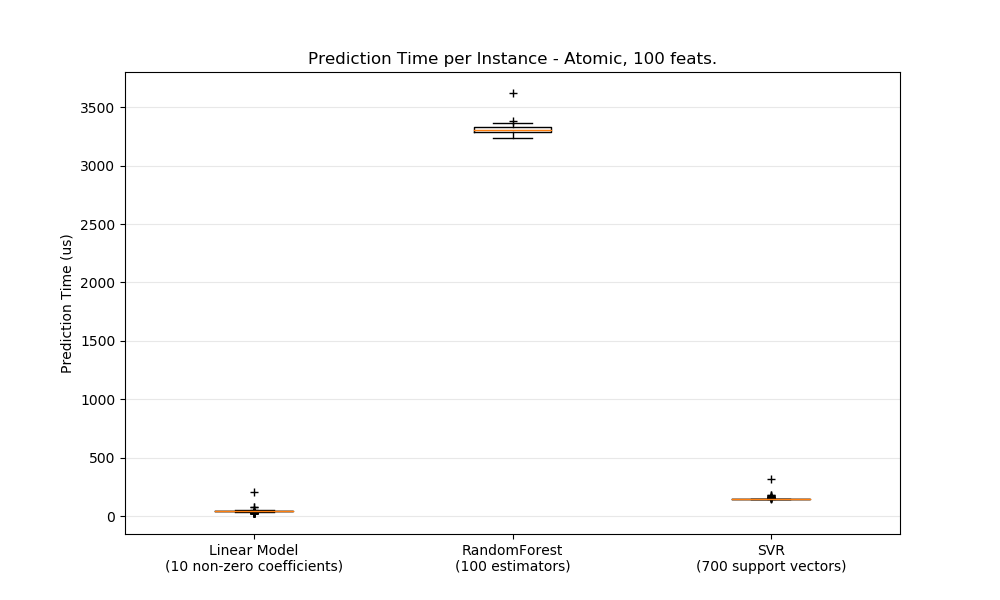 Prediction Time per Instance - Atomic, 100 feats.
Prediction Time (us)
3500
3000
2500
2000
1500
1000
500
0
Linear Model
(10 non-zero coefficients)
RandomForest
(100 estimators)
SVR
(700 support vectors)